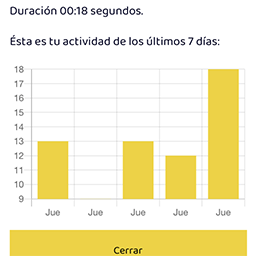 Duración 00:18 segundos.
Ésta es tu actividad de los últimos 7 días:
18
17
16
15
14
13
12
11
10
9
Jue Jue Jue Jue Jue
Cerrar